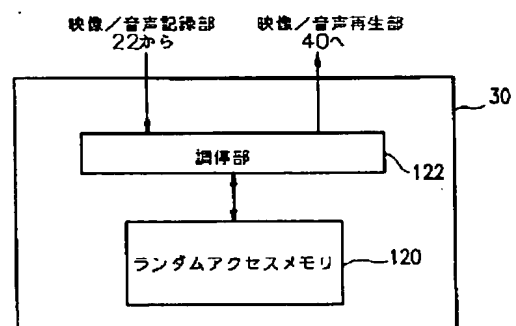 映像／音声記録部
22から
映像／音声再生部
40へ
30
調停部
122
ランダムアクセスメモリ
120